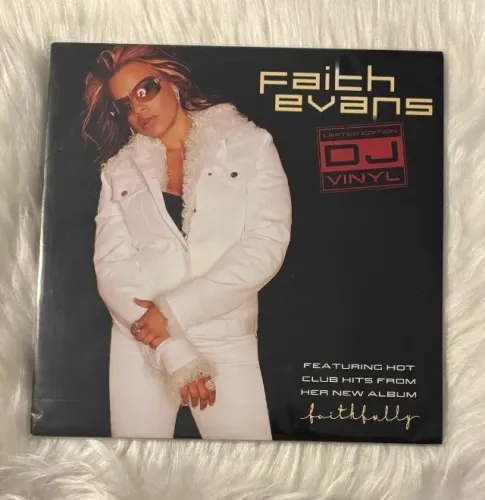 Faith
evans
LIMITED EDITION
DJ
VINYL
FEATURING HOT
CLUB HITS FROM
HER NEW ALBUM
faithfully